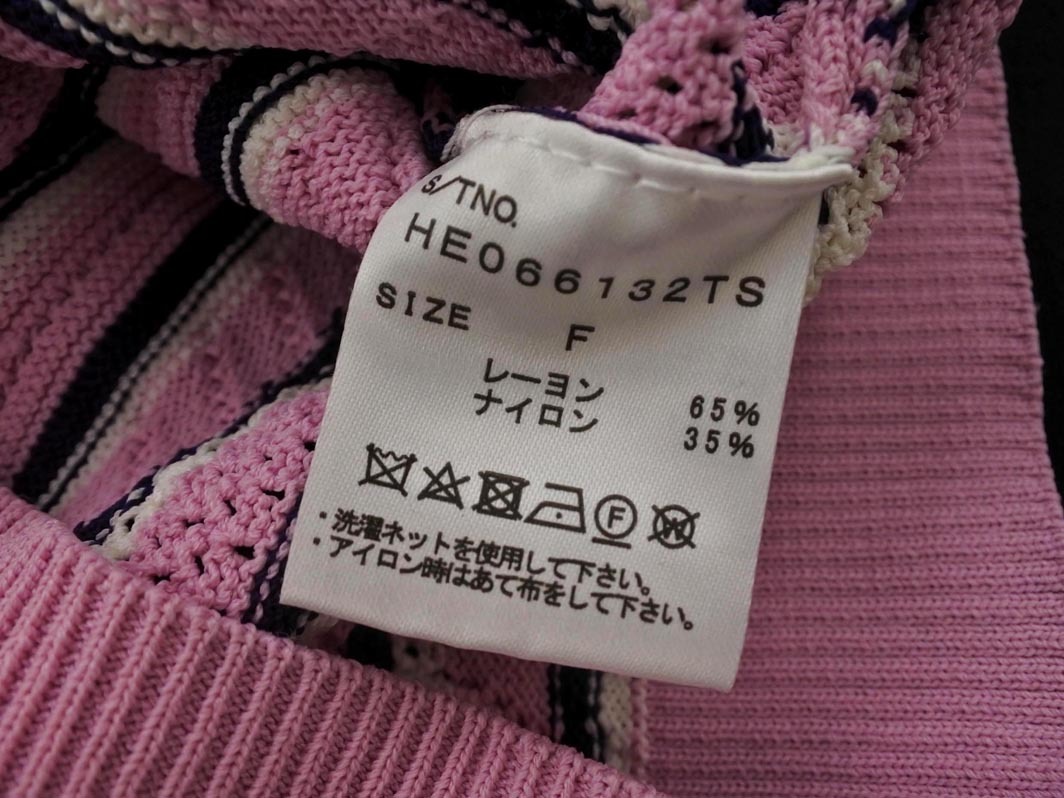 S/TNO.
HE066132TS
SIZE F
レーヨン 65%
ナイロン 35%
F W
・洗濯ネットを使用して下さい。
・アイロン時はあて布をして下さい。